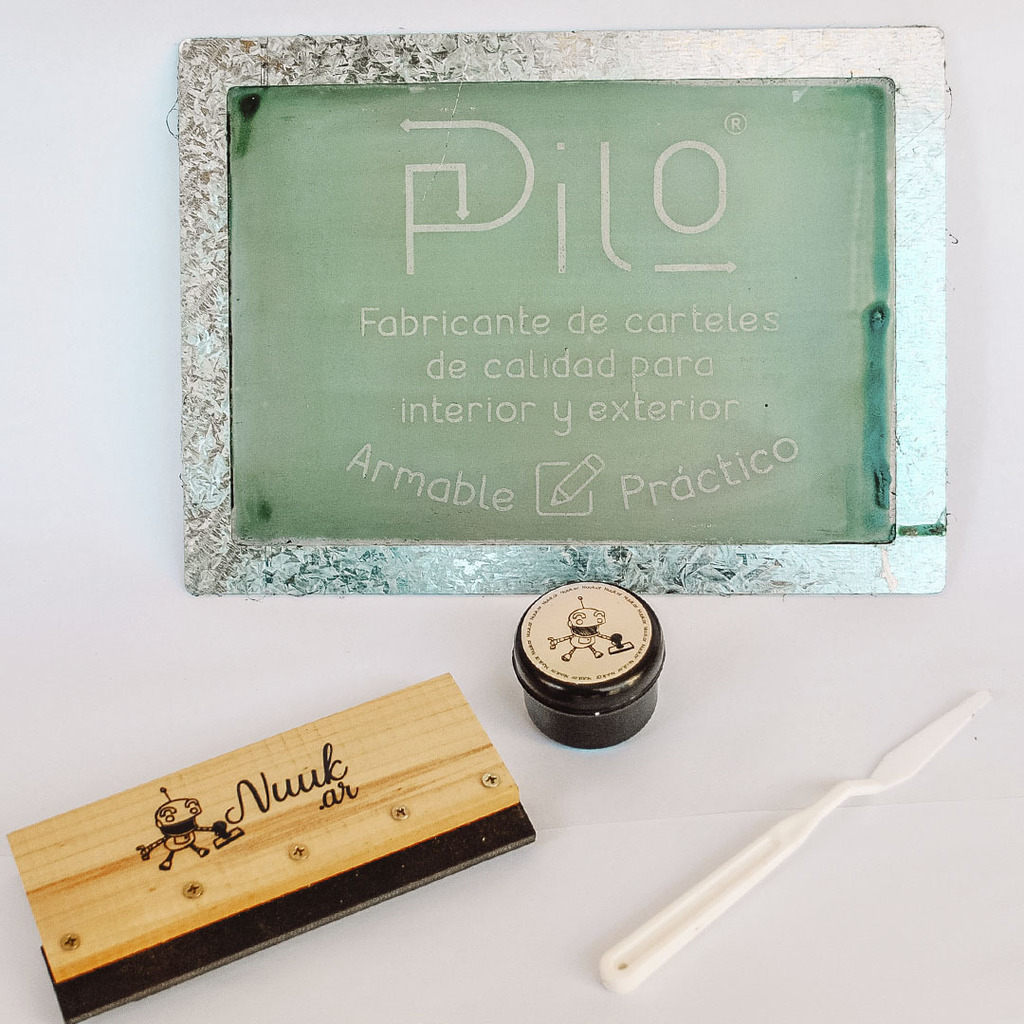 Pilo®
Fabricante de carteles
de calidad para
interior y exterior
Armable Práctico
Nuuk
.ar